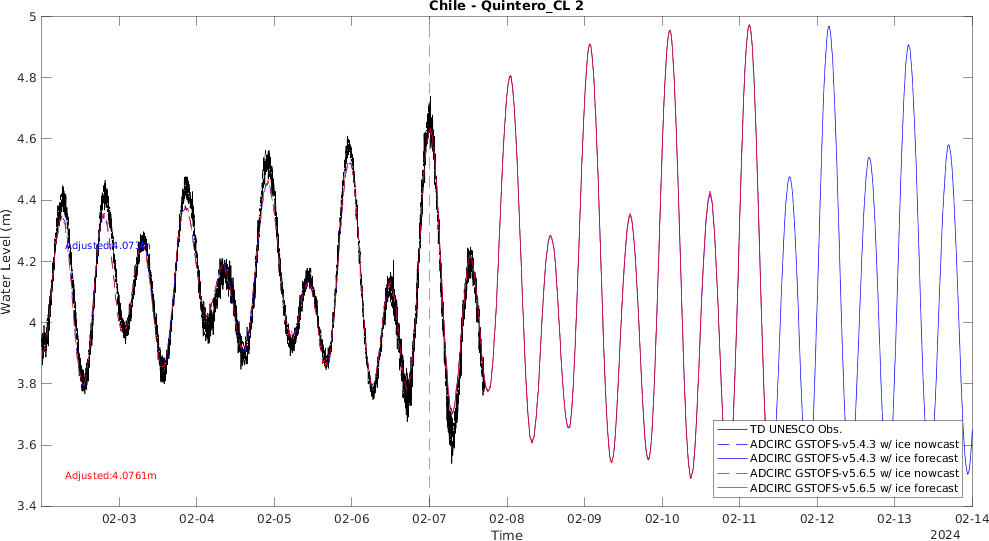 Chile - Quintero_CL 2
5
4.8
4.6
4.4
4.2
4
3.8
3.6
3.4
Water Level (m)
Adjusted:4.073
Adjusted:4.0761m
TD UNESCO Obs.
ADCIRC GSTOFS-v5.4.3 w/ ice nowcast
ADCIRC GSTOFS-v5.4.3 w/ ice forecast
ADCIRC GSTOFS-v5.6.5 w/ ice nowcast
ADCIRC GSTOFS-v5.6.5 w/ ice forecast
02-03 02-04 02-05 02-06 02-07 02-08 02-09 02-10 02-11 02-12 02-13 02-14
Time
2024